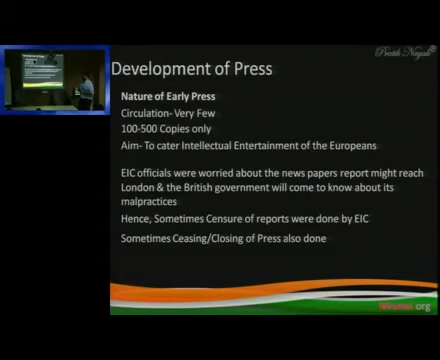 Pratik Nayak
Development of Press
Nature of Early Press
Circulation- Very Few
100-500 Copies only
Aim- To cater Intellectual Entertainment of the Europeans
EIC officials were worried about the news papers report might reach
London & the British government will come to know about its
malpractices
Hence, Sometimes Censure of reports were done by EIC
Sometimes Ceasing/Closing of Press also done
.org